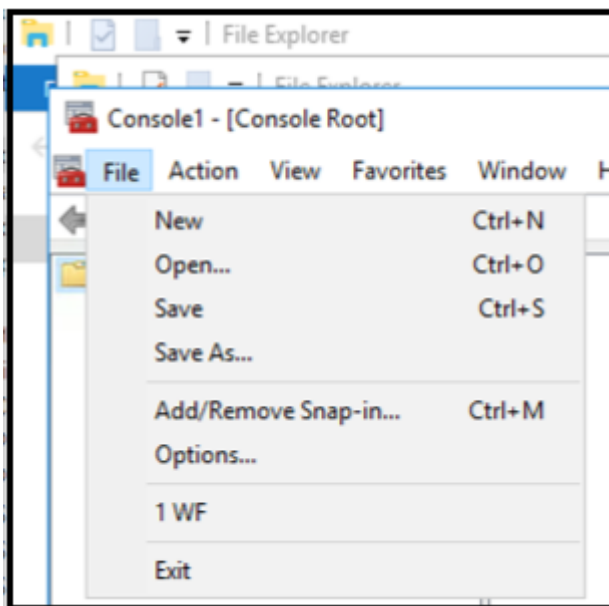 File Explorer
File Explorer
Console1 - [Console Root]
File Action View Favorites Window H
New Ctrl+N
Open... Ctrl+O
Save Ctrl+S
Save As...
Add/Remove Snap-in... Ctrl+M
Options...
1 WF
Exit